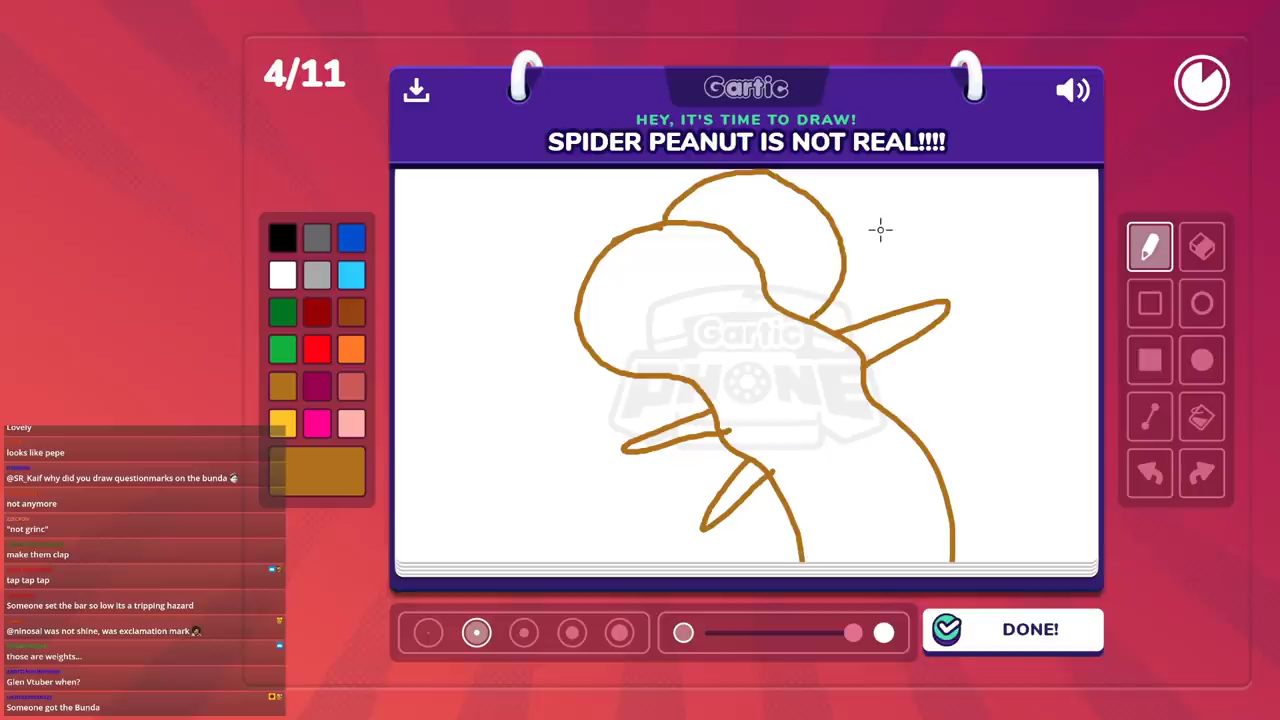 4/11
Gartic
HEY, IT'S TIME TO DRAW!
SPIDER PEANUT IS NOT REAL!!!!
Gartic
PHONE
Lovely
looks like pepe
@SR_Kaif why did you draw questionmarks on the bunda
not anymore
"not grinc"
make them clap
tap tap tap
Someone set the bar so low its a tripping hazard
@ninosal was not shine, was exclamation mark
those are weights...
Glen Vtuber when?
Someone got the Bunda
DONE!